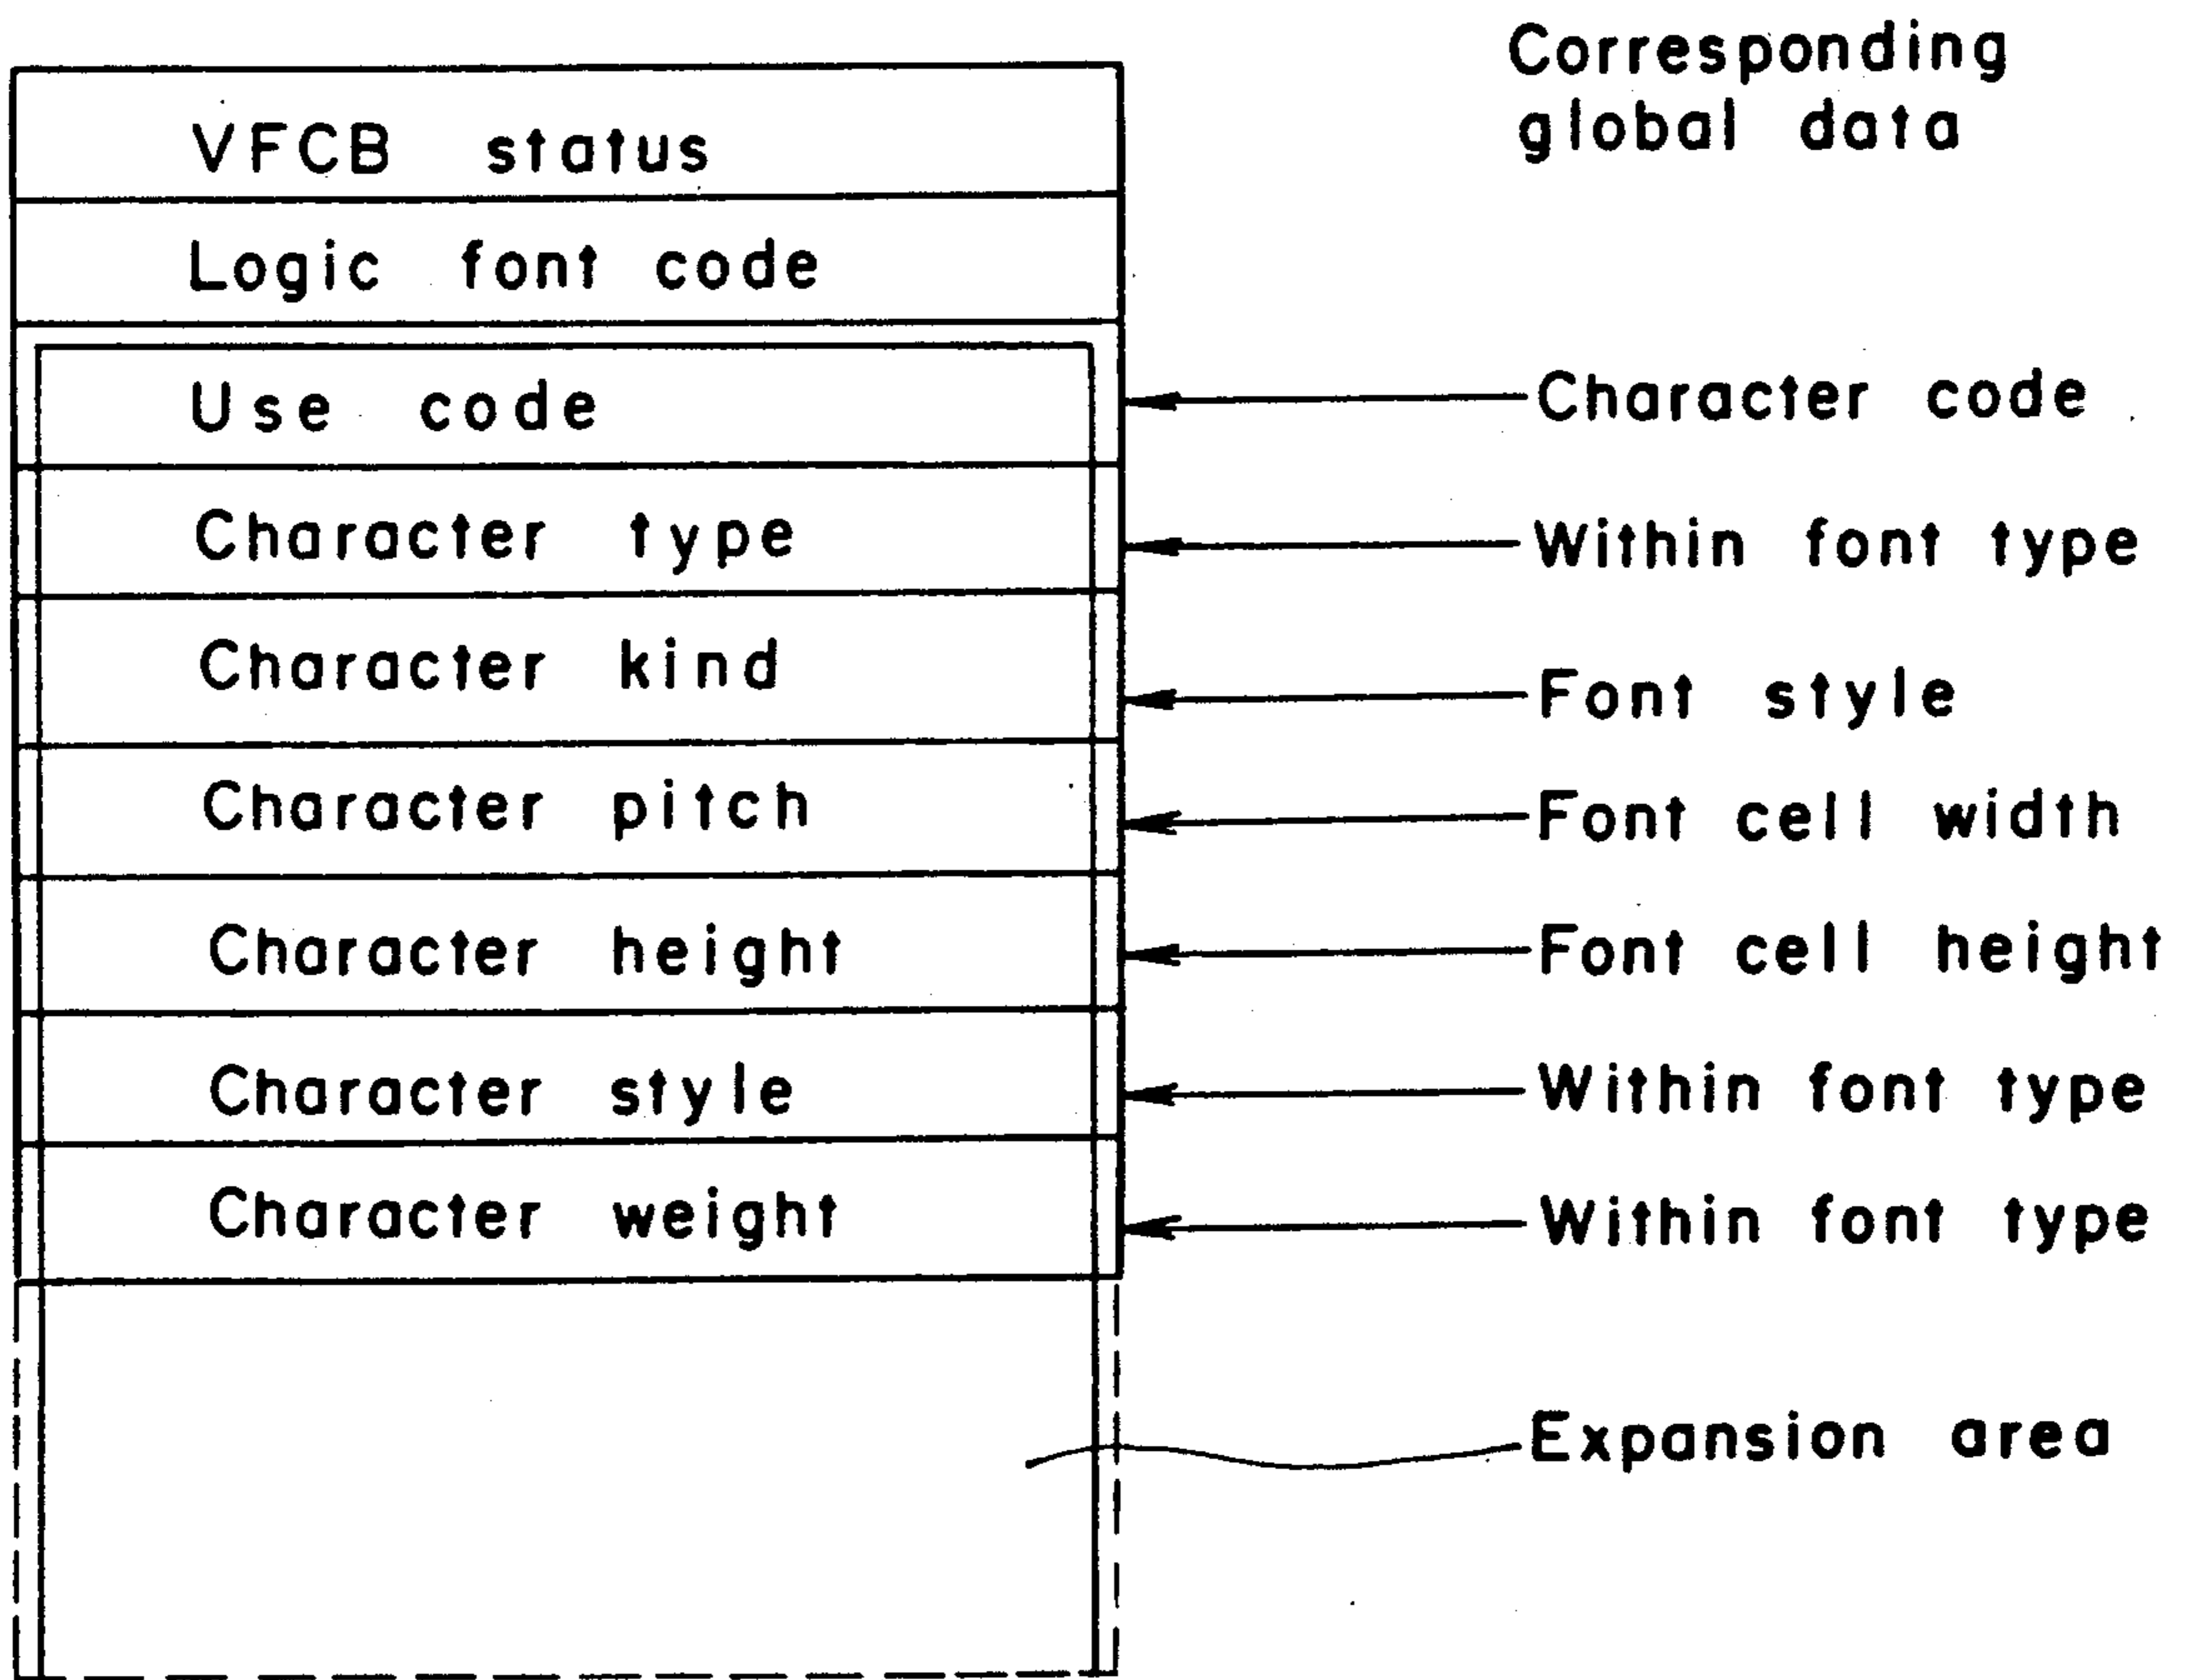 Corresponding
global data
VFCB status
Logic font code
Use code
Character code
Character type
Within font type
Character kind
Font style
Character pitch
Font cell width
Character height
Font cell height
Character style
Within font type
Character weight
Within font type
Expansion area